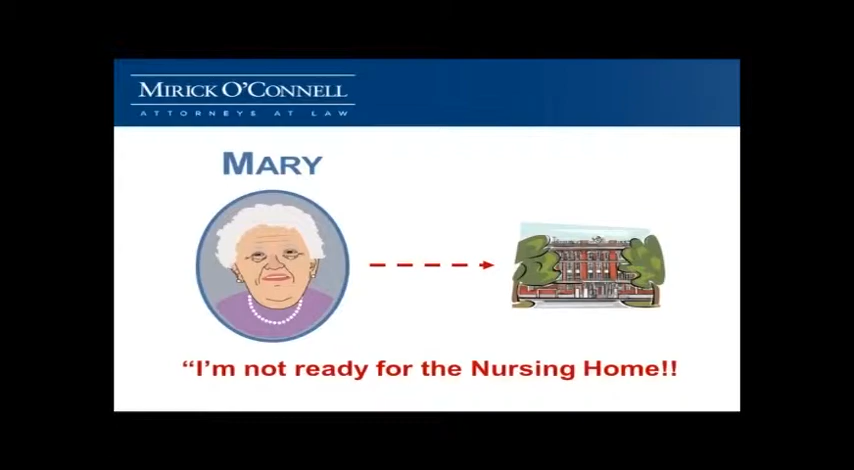 MIRICK O'CONNELL
ATTORNEYS AT LAW
MARY
“I’m not ready for the Nursing Home!!